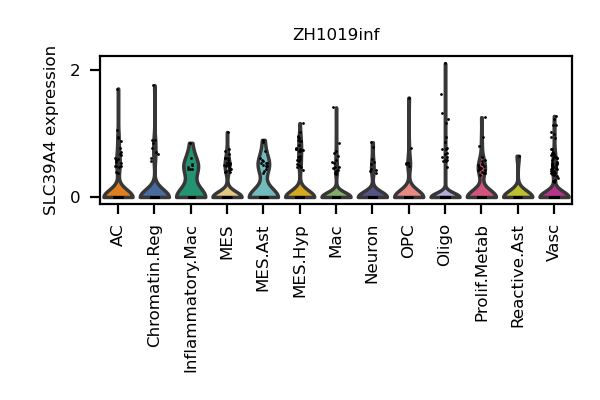 ZH1019inf
SLC39A4 expression
2
0
AC
Chromatin.Reg
Inflammatory.Mac
MES
MES.Ast
MES.Hyp
Mac
Neuron
OPC
Oligo
Prolif.Metab
Reactive.Ast
Vasc